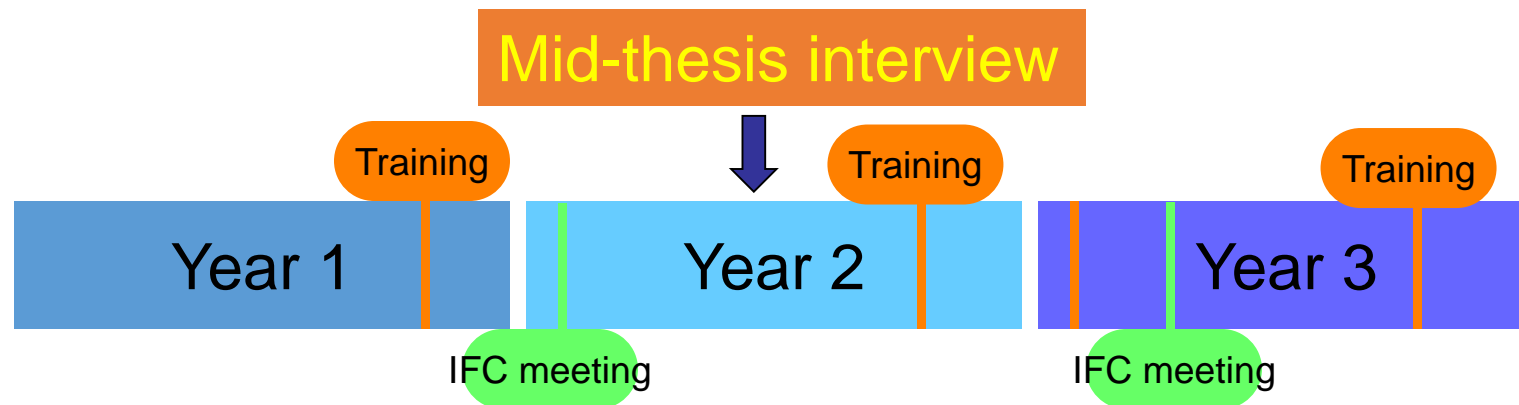 Mid-thesis interview
Training
Training
Training
Year 1
Year 2
Year 3
IFC meeting
IFC meeting